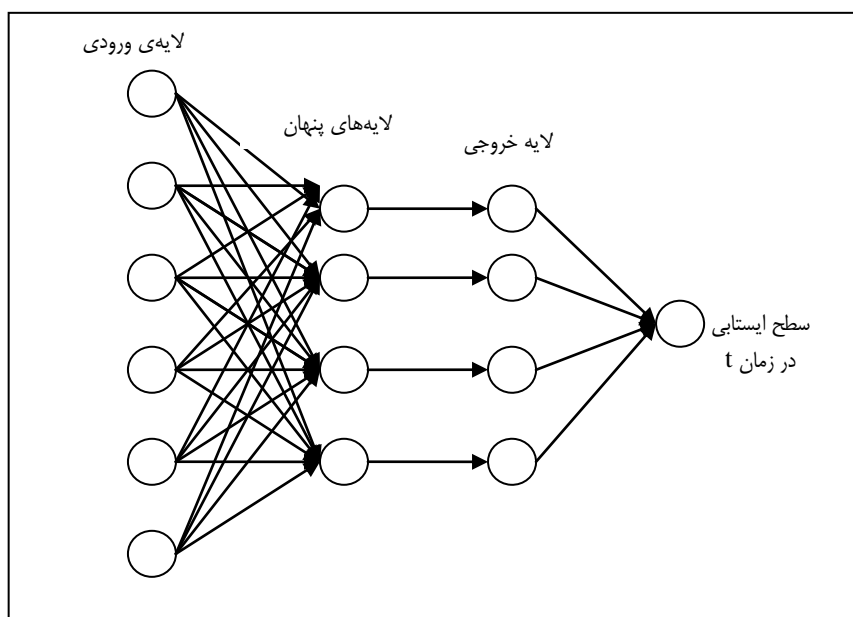 لایه‌ی ورودی
لایه‌های پنهان
لایه خروجی
سطح ایستابی
در زمان t